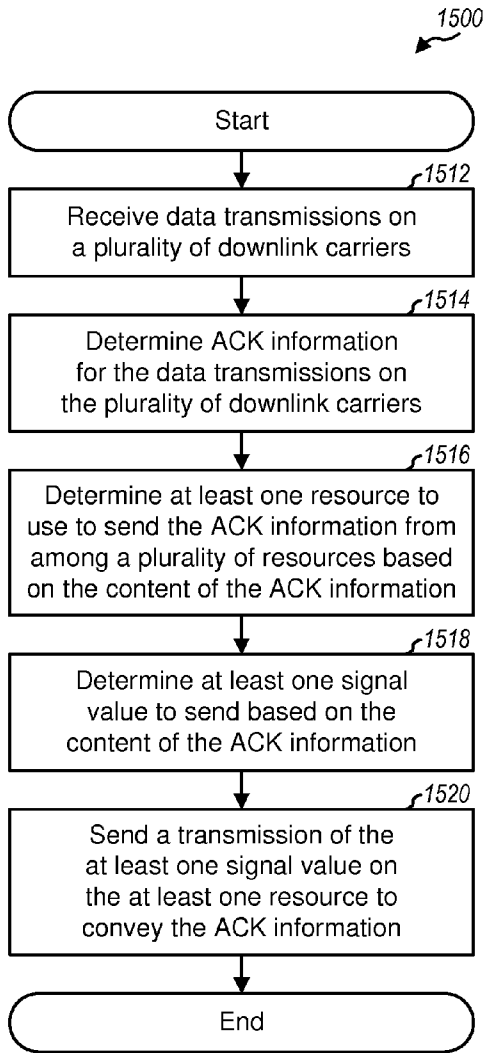 1500
Start
1512
Receive data transmissions on
a plurality of downlink carriers
1514
Determine ACK information
for the data transmissions on
the plurality of downlink carriers
1516
Determine at least one resource to
use to send the ACK information from
among a plurality of resources based
on the content of the ACK information
1518
Determine at least one signal
value to send based on the
content of the ACK information
1520
Send a transmission of the
at least one signal value on
the at least one resource to
convey the ACK information
End